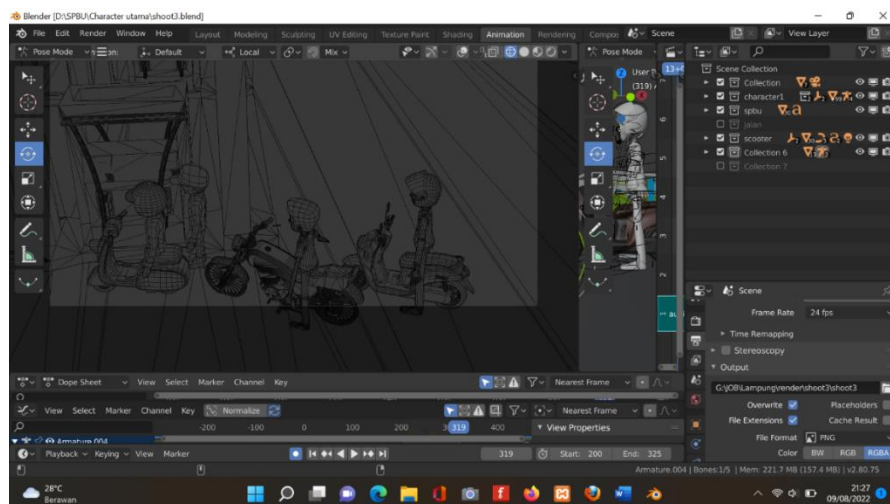 Blender [D:\SPBU\Character utama\shoot3.blend]
File Edit Render Window Help Layout Modeling Sculpting UV Editing Texture Paint Shading Animation Rendering Compos Scene View Layer
Pose Mode Default Local Mix Pose Mode
User
(319)
Scene Collection
Collection
character1
spbu
jalan
scooter
Collection 6
Collection 7
Scene
Frame Rate 24 fps
Time Remapping
Stereoscopy
Output
G:\JOB\Lampung\render\shoot3\shoot3
Overwrite Placeholders
File Extensions Cache Result
File Format PNG
Color BW RGB RGBA
Dope Sheet View Select Marker Channel Key Nearest Frame
View Select Marker Channel Key Normalize Nearest Frame
-200 -100 0 100 200 319 400 View Properties
Armature.004
Playback Keying View Marker 319 Start: 200 End: 325
Armature.004 | Bones:1/5 | Mem: 221.7 MB (157.4 MB) | v2.80.75
28°C
Berawan
21:27
09/08/2022